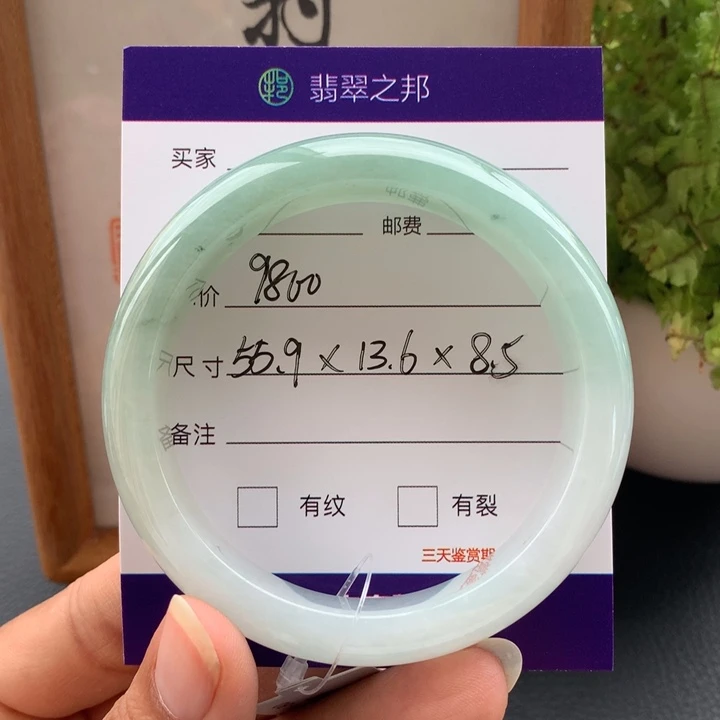 翡翠之邦
买家
邮费
价 9800
尺寸 55.9 × 13.6 × 8.5
备注
有纹 有裂
三天鉴赏期